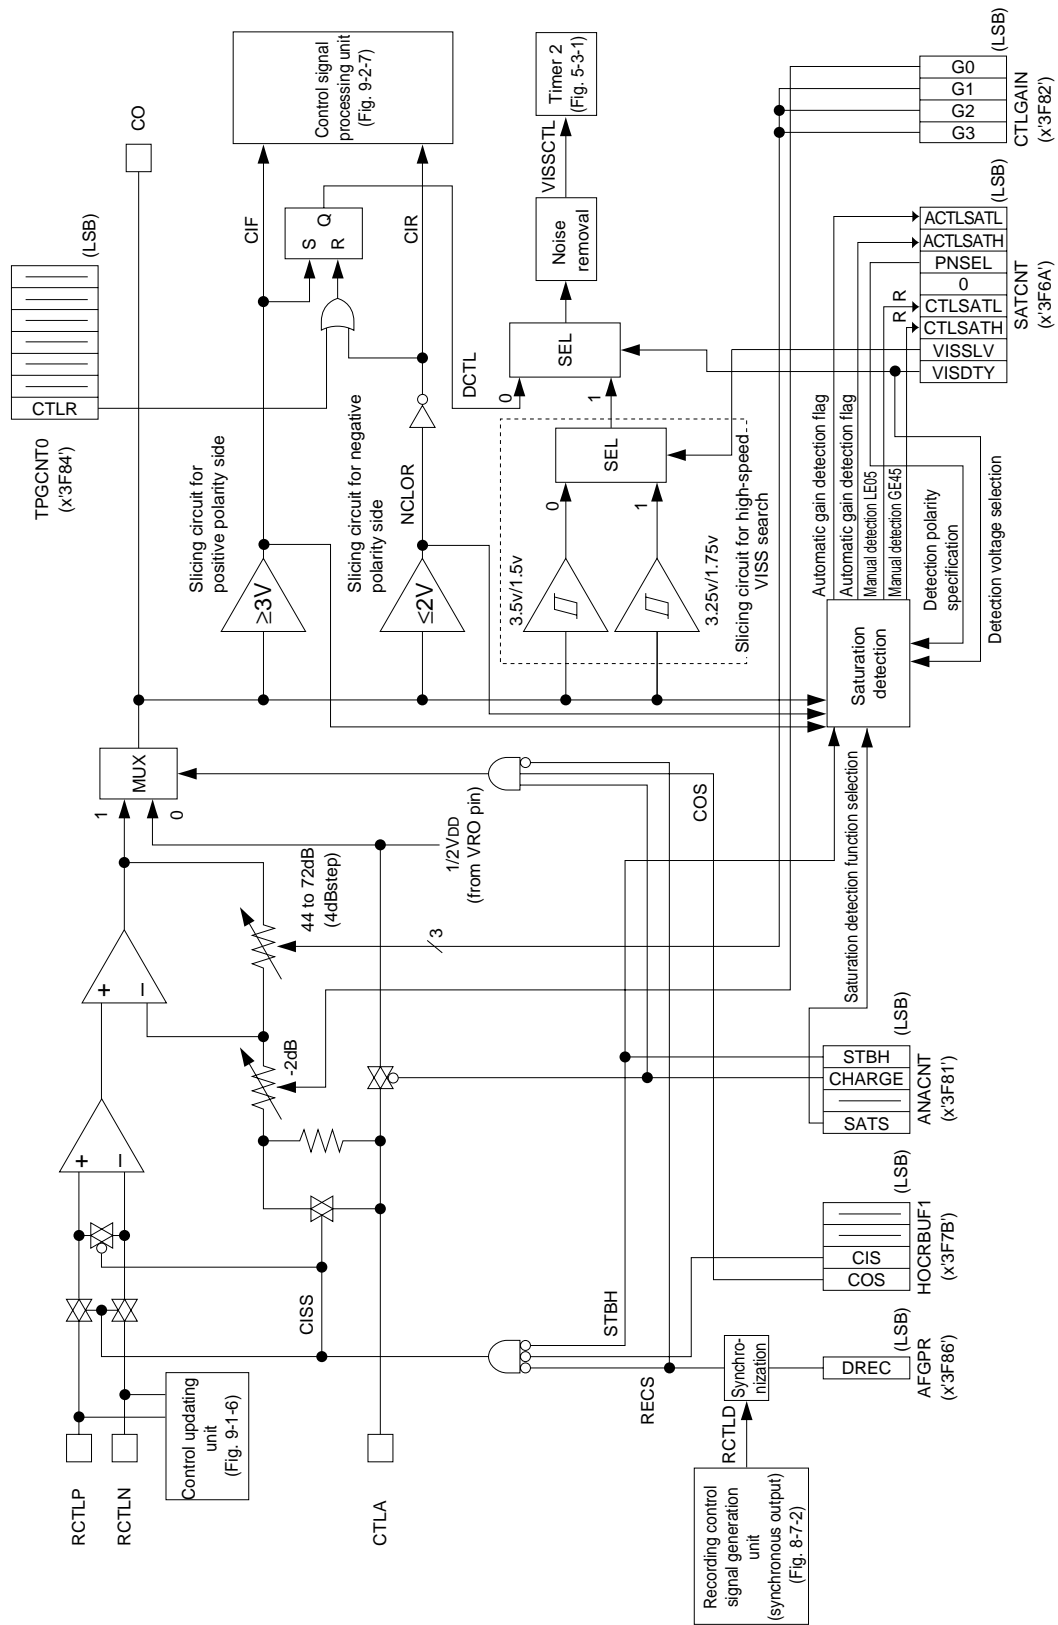 RCTLP
RCTLN
Control updating
unit
(Fig. 9-1-6)
CTLA
+
−
+
−
CISS
-2dB
44 to 72dB
(4dBstep)
3
1/2VDD
(from VRO pin)
1
0
MUX
CO
TPGCNT0
(x'3F84')
CTLR
(LSB)
Slicing circuit for
positive polarity side
≥3V
Slicing circuit for negative
polarity side
≤2V
NCLOR
CIF
S
R
Q
CIR
Control signal
processing unit
(Fig. 9-2-7)
DCTL
3.5v/1.5v
3.25v/1.75v
Slicing circuit for high-speed
VISS search
0
1
SEL
0
1
SEL
Noise
removal
VISSCTL
Timer 2
(Fig. 5-3-1)
Recording control
signal generation
unit
(synchronous output)
(Fig. 8-7-2)
RCTLD
Synchro-
nization
RECS
STBH
COS
DREC
(LSB)
AFGPR
(x'3F86')
COS
CIS
(LSB)
HOCRBUF1
(x'3F7B')
SATS
CHARGE
STBH
(LSB)
ANACNT
(x'3F81')
Saturation detection function selection
Saturation
detection
Automatic gain detection flag
Automatic gain detection flag
Manual detection LE05
Manual detection GE45
Detection polarity
specification
Detection voltage selection
R
R
VISDTY
VISSLV
CTLSATH
CTLSATL
0
PNSEL
ACTLSATH
ACTLSATL
(LSB)
SATCNT
(x'3F6A')
G3
G2
G1
G0
(LSB)
CTLGAIN
(x'3F82')